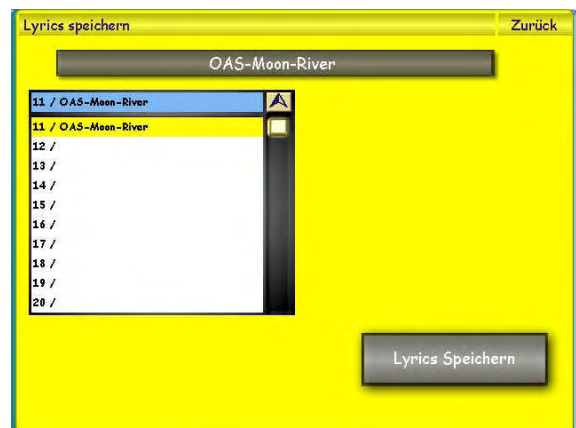 Lyrics speichern Zurück
OAS-Moon-River
11 / OAS-Moon-River
11 / OAS-Moon-River
12 /
13 /
14 /
15 /
16 /
17 /
18 /
19 /
20 /
Lyrics Speichern